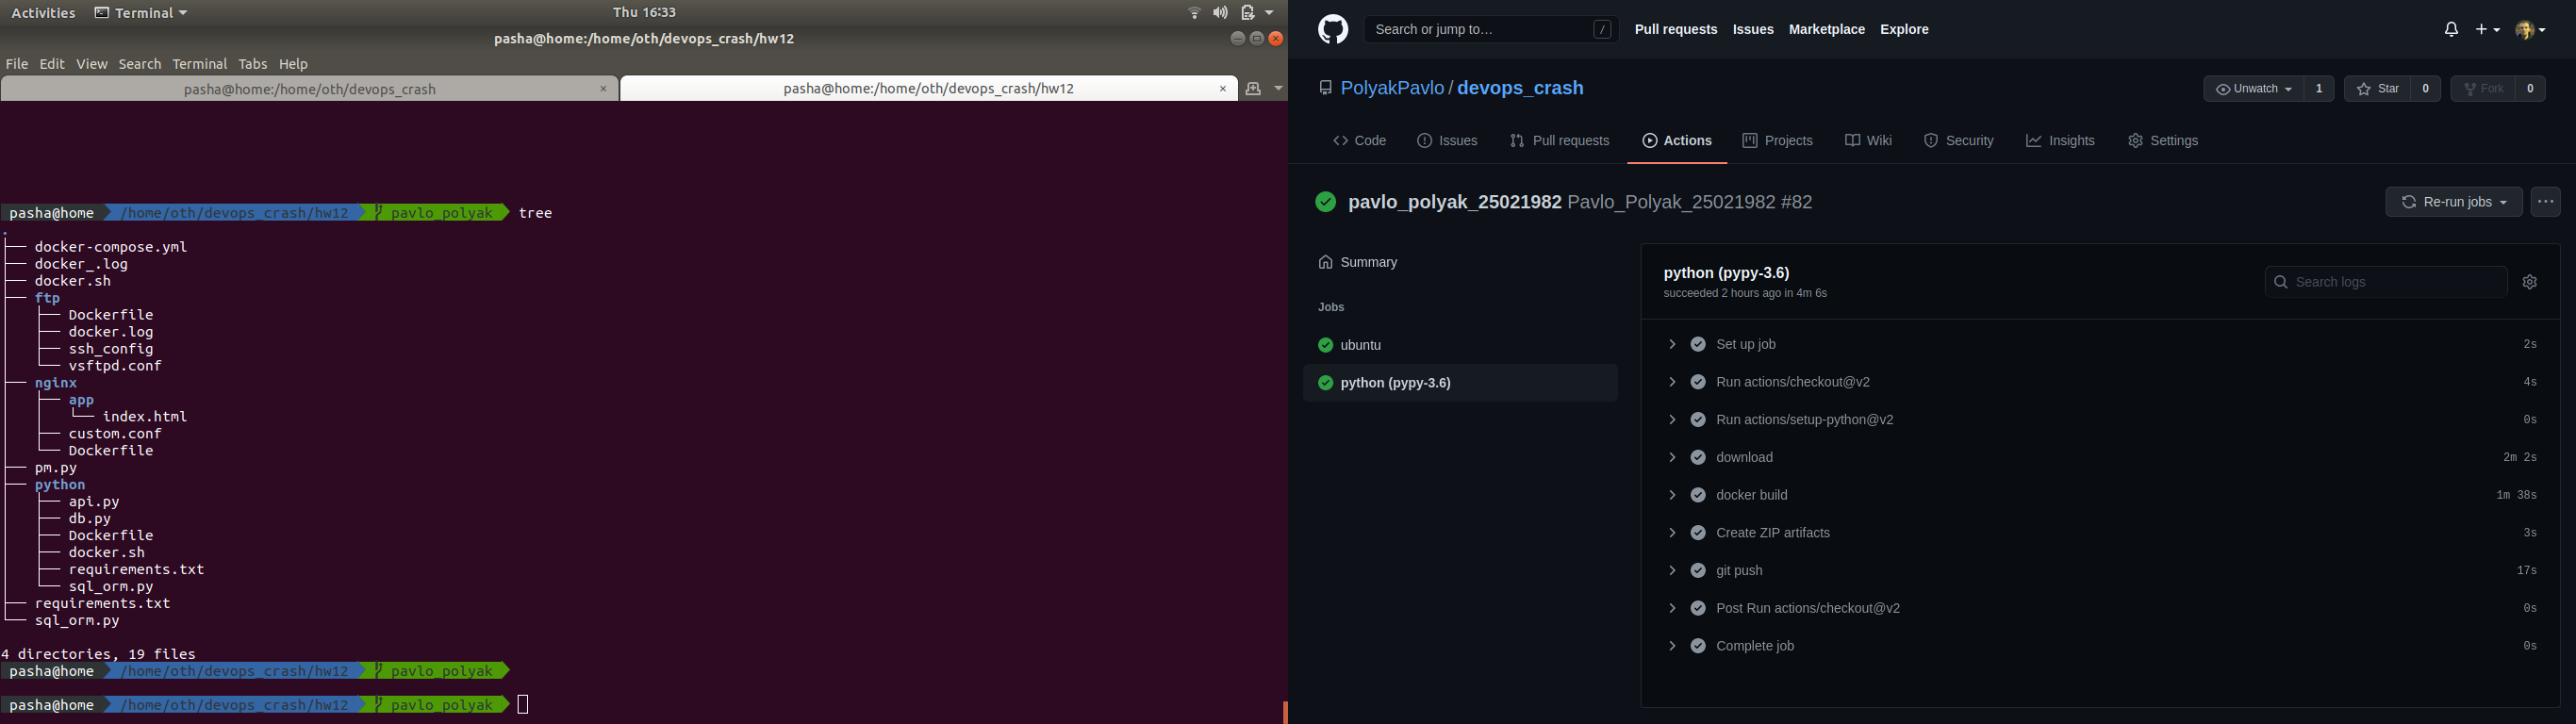 Activities Terminal Thu 16:33
pasha@home:/home/oth/devops_crash/hw12
File Edit View Search Terminal Tabs Help
pasha@home:/home/oth/devops_crash × pasha@home:/home/oth/devops_crash/hw12 ×
pasha@home /home/oth/devops_crash/hw12 pavlo_polyak tree
.
├── docker-compose.yml
├── docker_.log
├── docker.sh
├── ftp
│   ├── Dockerfile
│   ├── docker.log
│   ├── ssh_config
│   └── vsftpd.conf
├── nginx
│   ├── app
│   │   └── index.html
│   ├── custom.conf
│   └── Dockerfile
├── pm.py
├── python
│   ├── api.py
│   ├── db.py
│   ├── Dockerfile
│   ├── docker.sh
│   ├── requirements.txt
│   └── sql_orm.py
├── requirements.txt
└── sql_orm.py
4 directories, 19 files
pasha@home /home/oth/devops_crash/hw12 pavlo_polyak
pasha@home /home/oth/devops_crash/hw12 pavlo_polyak
Search or jump to… / Pull requests Issues Marketplace Explore
PolyakPavlo / devops_crash Unwatch 1 Star 0 Fork 0
Code Issues Pull requests Actions Projects Wiki Security Insights Settings
pavlo_polyak_25021982 Pavlo_Polyak_25021982 #82 Re-run jobs ...
Summary
Jobs
ubuntu
python (pypy-3.6)
python (pypy-3.6)
succeeded 2 hours ago in 4m 6s
Search logs
Set up job 2s
Run actions/checkout@v2 4s
Run actions/setup-python@v2 0s
download 2m 2s
docker build 1m 38s
Create ZIP artifacts 3s
git push 17s
Post Run actions/checkout@v2 0s
Complete job 0s